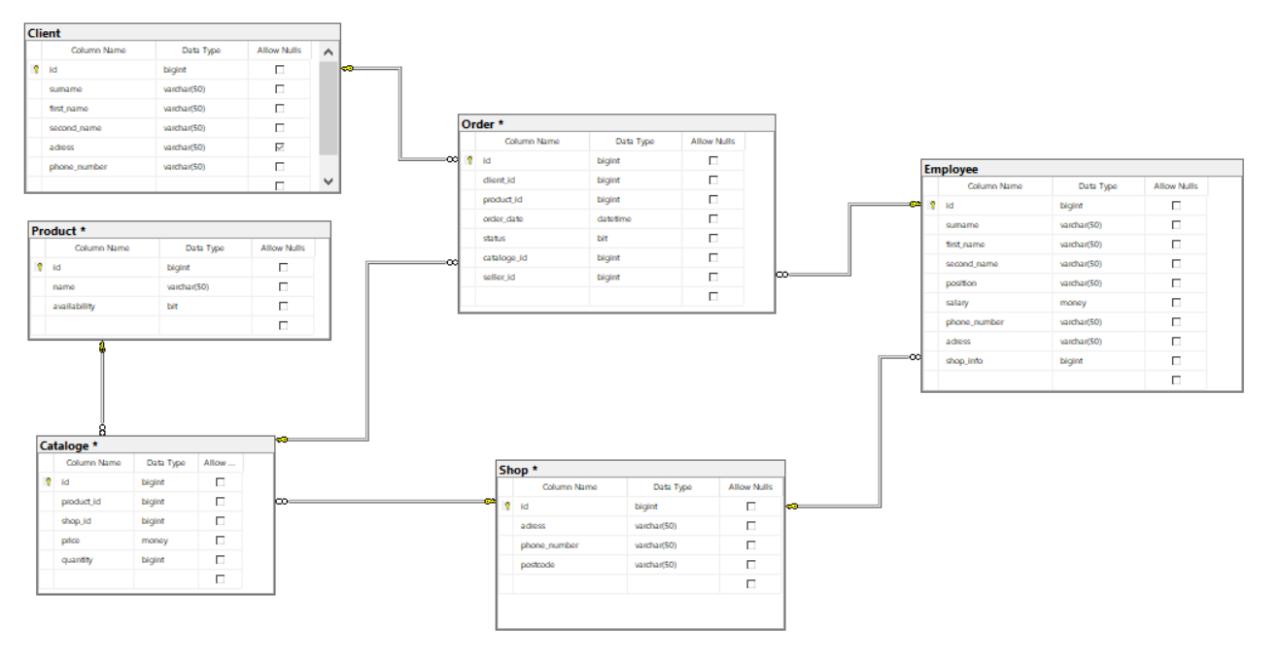 Client
Column Name Data Type Allow Nulls
id bigint
surname varchar(50)
first_name varchar(50)
second_name varchar(50)
adress varchar(50)
phone_number varchar(50)
Product *
Column Name Data Type Allow Nulls
id bigint
name varchar(50)
availability bit
Cataloge *
Column Name Data Type Allow ...
id bigint
product_id bigint
shop_id bigint
price money
quantity bigint
Order *
Column Name Data Type Allow Nulls
id bigint
client_id bigint
product_id bigint
order_date datetime
status bit
cataloge_id bigint
seller_id bigint
Shop *
Column Name Data Type Allow Nulls
id bigint
adress varchar(50)
phone_number varchar(50)
postcode varchar(50)
Employee
Column Name Data Type Allow Nulls
id bigint
surname varchar(50)
first_name varchar(50)
second_name varchar(50)
position varchar(50)
salary money
phone_number varchar(50)
adress varchar(50)
shop_info bigint